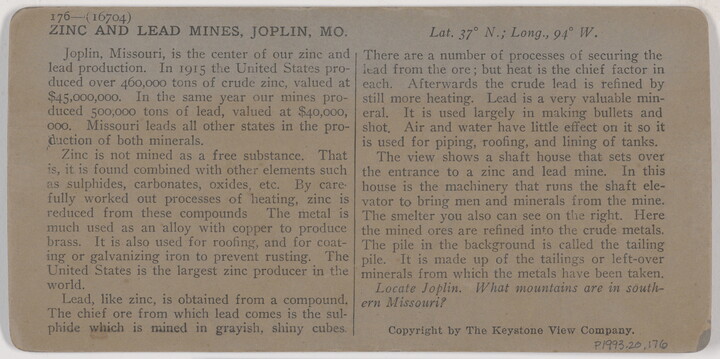 176—(16704)
ZINC AND LEAD MINES, JOPLIN, MO.
Lat. 37° N.; Long., 94° W.
Joplin, Missouri, is the center of our zinc and
lead production. In 1915 the United States pro-
duced over 460,000 tons of crude zinc, valued at
$45,000,000. In the same year our mines pro-
duced 500,000 tons of lead, valued at $40,000,
000. Missouri leads all other states in the pro-
duction of both minerals.
Zinc is not mined as a free substance. That
is, it is found combined with other elements such
as sulphides, carbonates, oxides, etc. By care-
fully worked out processes of heating, zinc is
reduced from these compounds The metal is
much used as an alloy with copper to produce
brass. It is also used for roofing, and for coat-
ing or galvanizing iron to prevent rusting. The
United States is the largest zinc producer in the
world.
Lead, like zinc, is obtained from a compound.
The chief ore from which lead comes is the sul-
phide which is mined in grayish, shiny cubes.
There are a number of processes of securing the
lead from the ore; but heat is the chief factor in
each. Afterwards the crude lead is refined by
still more heating. Lead is a very valuable min-
eral. It is used largely in making bullets and
shot. Air and water have little effect on it so it
is used for piping, roofing, and lining of tanks.
The view shows a shaft house that sets over
the entrance to a zinc and lead mine. In this
house is the machinery that runs the shaft ele-
vator to bring men and minerals from the mine.
The smelter you also can see on the right. Here
the mined ores are refined into the crude metals.
The pile in the background is called the tailing
pile. It is made up of the tailings or left-over
minerals from which the metals have been taken.
Locate Joplin. What mountains are in south-
ern Missouri?
Copyright by The Keystone View Company.
P1993.20.176